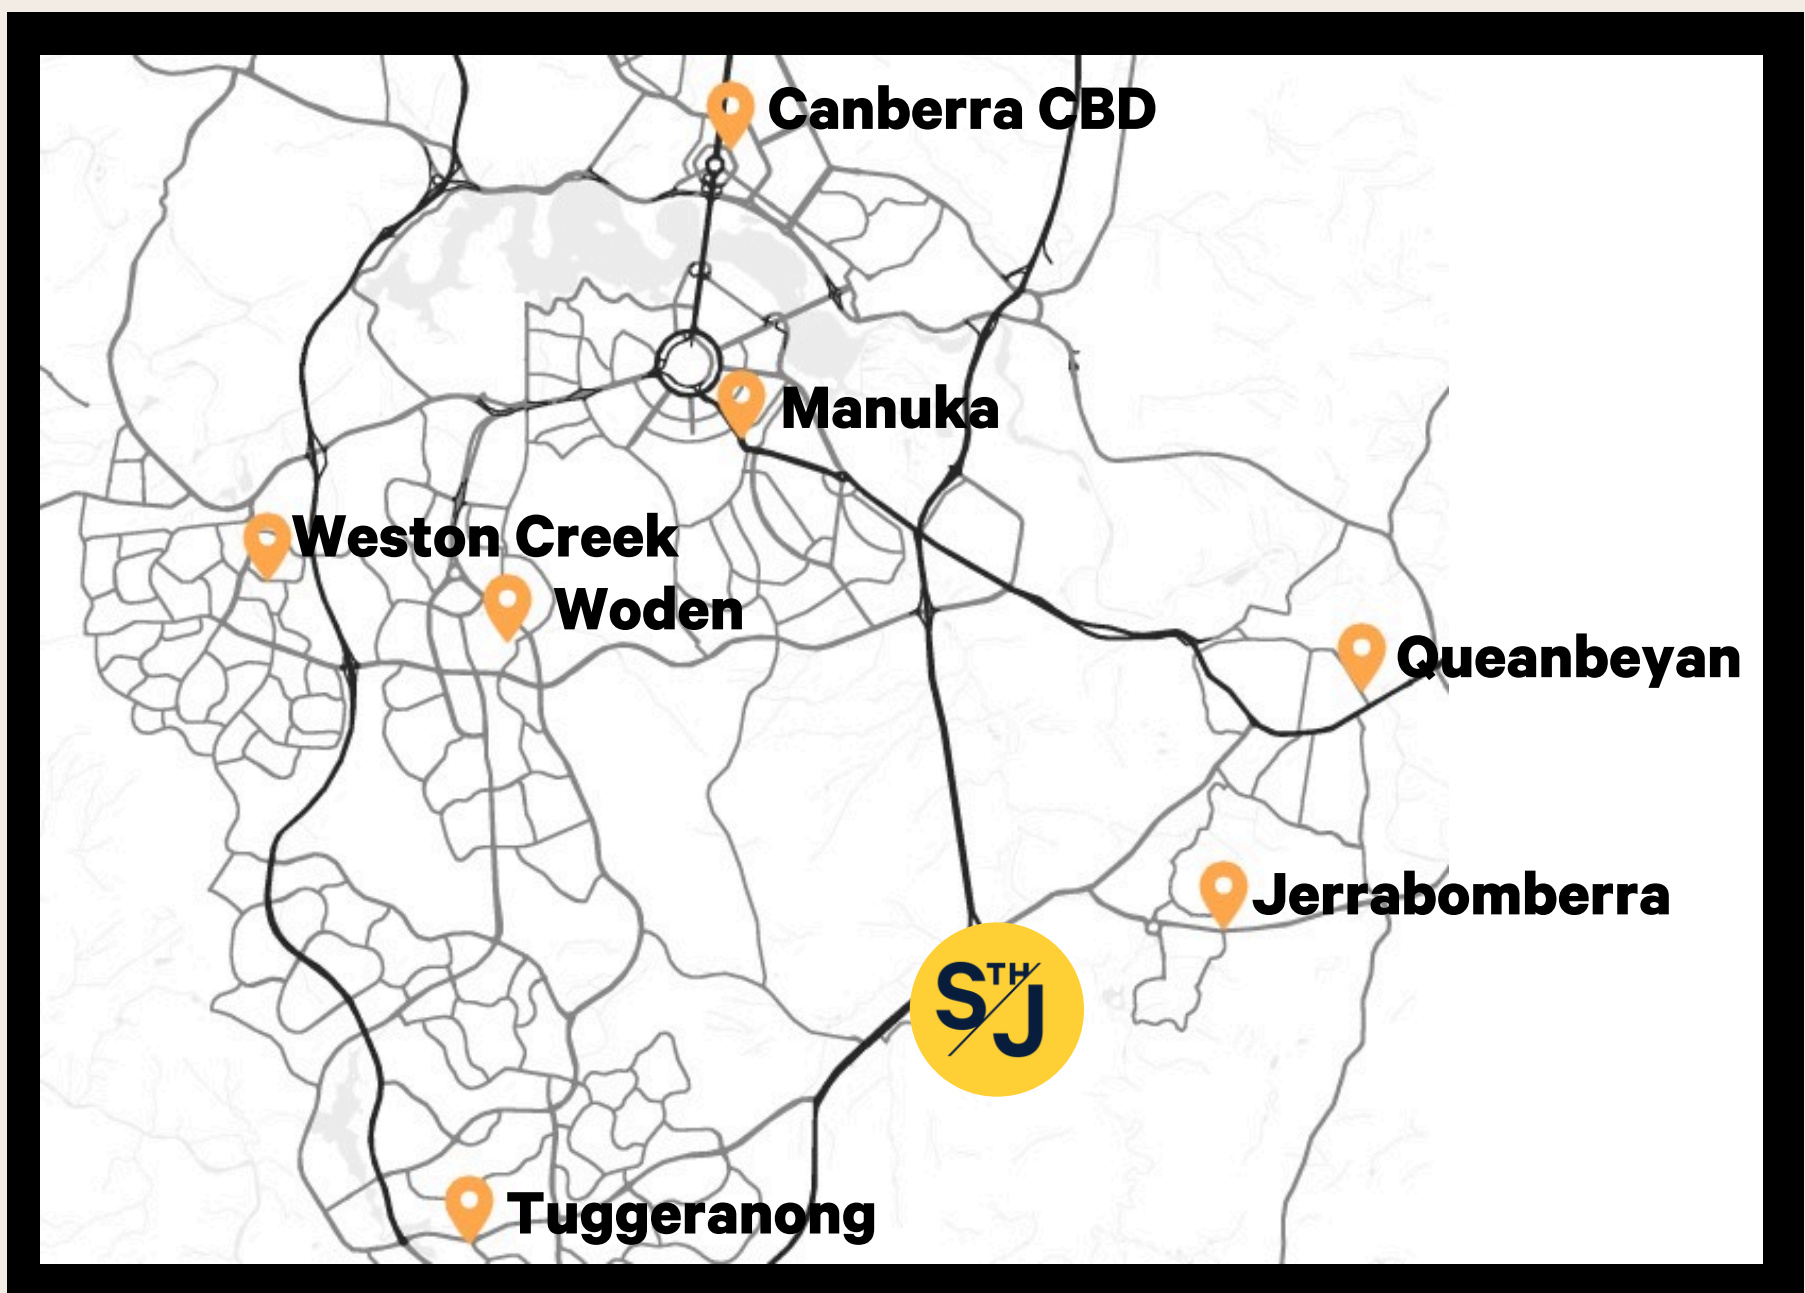 Canberra CBD
Manuka
Weston Creek
Woden
Queanbeyan
Jerrabomberra
STH/J
Tuggeranong